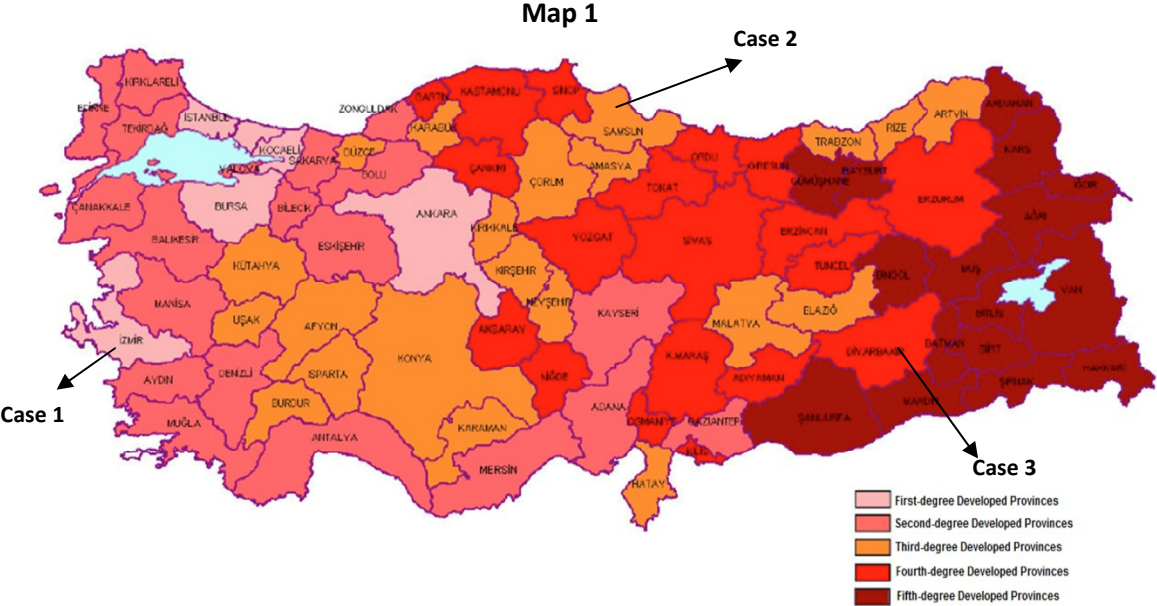 Map 1
Case 2
KIRKLARELİ
EDİRNE
TEKİRDAĞ
İSTANBUL
KOCAELİ
YALOVA
SAKARYA
DÜZCE
ZONGULDAK
BARTIN
KASTAMONU
SİNOP
KARABÜK
BOLU
ÇANKIRI
SAMSUN
AMASYA
ÇORUM
ORDU
GİRESUN
TOKAT
TRABZON
RİZE
ARTVİN
ARDAHAN
KARS
GÜMÜŞHANE
BAYBURT
ERZURUM
IĞDIR
AĞRI
ÇANAKKALE
BURSA
BİLECİK
BALIKESİR
ESKİŞEHİR
ANKARA
KIRIKKALE
YOZGAT
SİVAS
ERZİNCAN
TUNCELİ
BİNGÖL
MUŞ
VAN
BİTLİS
KÜTAHYA
MANİSA
UŞAK
AFYON
KIRŞEHİR
NEVŞEHİR
KAYSERİ
MALATYA
ELAZIĞ
İZMİR
AYDIN
DENİZLİ
ISPARTA
BURDUR
KONYA
AKSARAY
NİĞDE
K.MARAŞ
ADIYAMAN
DİYARBAKIR
BATMAN
SİİRT
ŞIRNAK
HAKKARİ
MARDİN
ŞANLIURFA
MUĞLA
ANTALYA
KARAMAN
MERSİN
ADANA
OSMANİYE
GAZİANTEP
KİLİS
HATAY
Case 1
Case 3
First-degree Developed Provinces
Second-degree Developed Provinces
Third-degree Developed Provinces
Fourth-degree Developed Provinces
Fifth-degree Developed Provinces